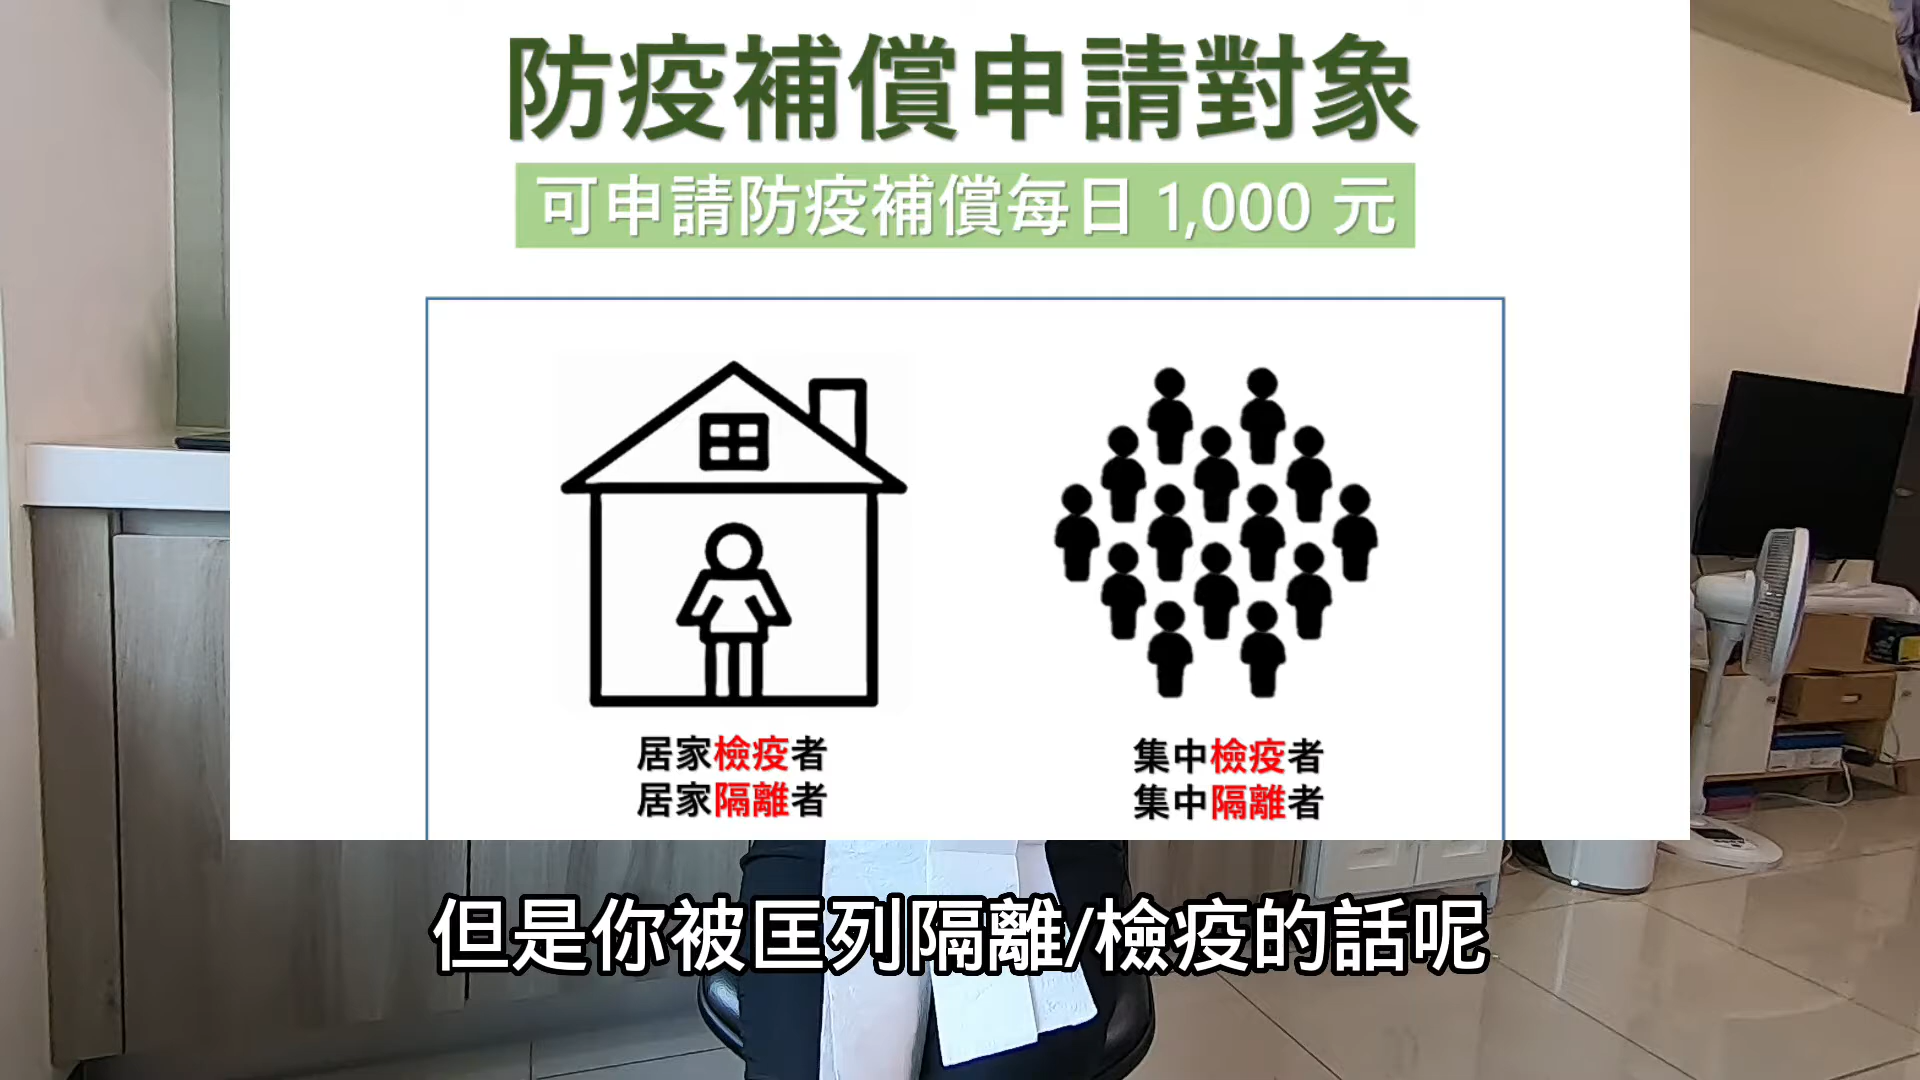 防疫補償申請對象
可申請防疫補償每日 1,000 元
居家檢疫者
居家隔離者
集中檢疫者
集中隔離者
但是你被匡列隔離/檢疫的話呢